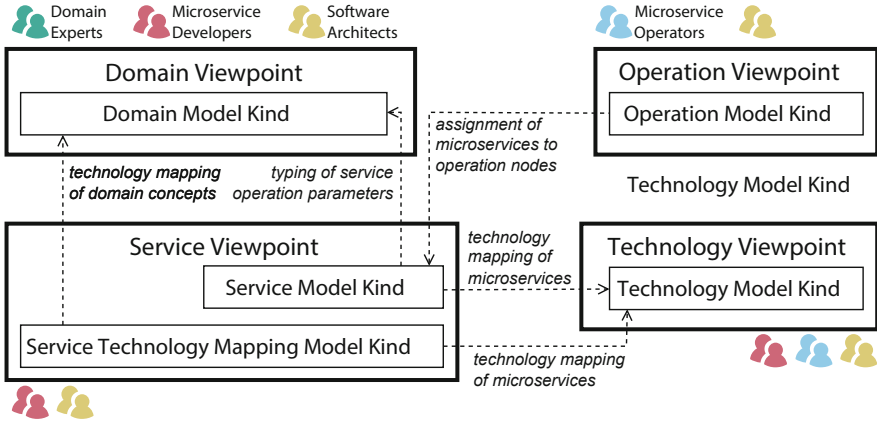 Domain Experts
Microservice Developers
Software Architects
Microservice Operators
Domain Viewpoint
Domain Model Kind
Operation Viewpoint
Operation Model Kind
assignment of
microservices to
operation nodes
technology mapping
of domain concepts
typing of service
operation parameters
Technology Model Kind
Service Viewpoint
Service Model Kind
Service Technology Mapping Model Kind
technology
mapping of
microservices
Technology Viewpoint
Technology Model Kind
technology mapping
of microservices